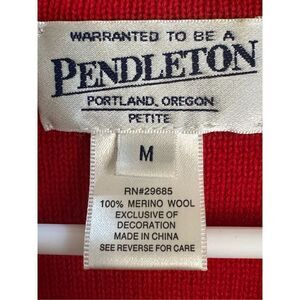 WARRANTED TO BE A
PENDLETON
PORTLAND, OREGON
PETITE
M
RN#29685
100% MERINO WOOL
EXCLUSIVE OF
DECORATION
MADE IN CHINA
SEE REVERSE FOR CARE